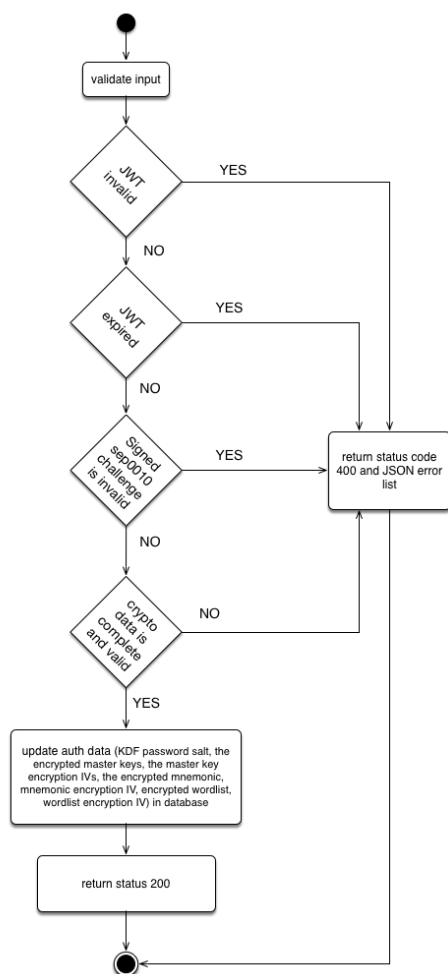 validate input
JWT
invalid
YES
NO
JWT
expired
YES
NO
Signed
sep0010
challenge
is invalid
YES
return status code
400 and JSON error
list
NO
crypto
data is
complete
and valid
NO
YES
update auth data (KDF password salt, the
encrypted master keys, the master key
encryption IVs, the encrypted mnemonic,
mnemonic encryption IV, encrypted wordlist,
wordlist encryption IV) in database
return status 200